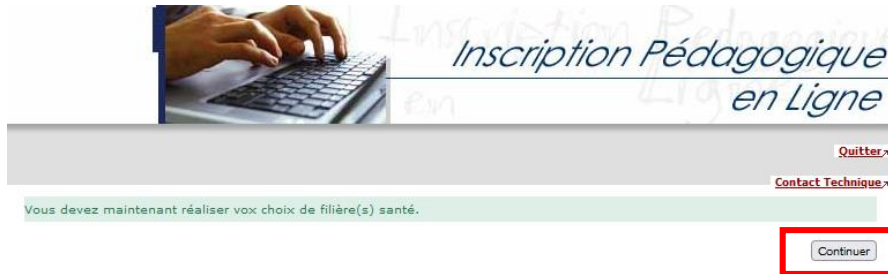 Inscription Pédagogique
en Ligne
Quitter
Contact Technique
Vous devez maintenant réaliser vox choix de filière(s) santé.
Continuer